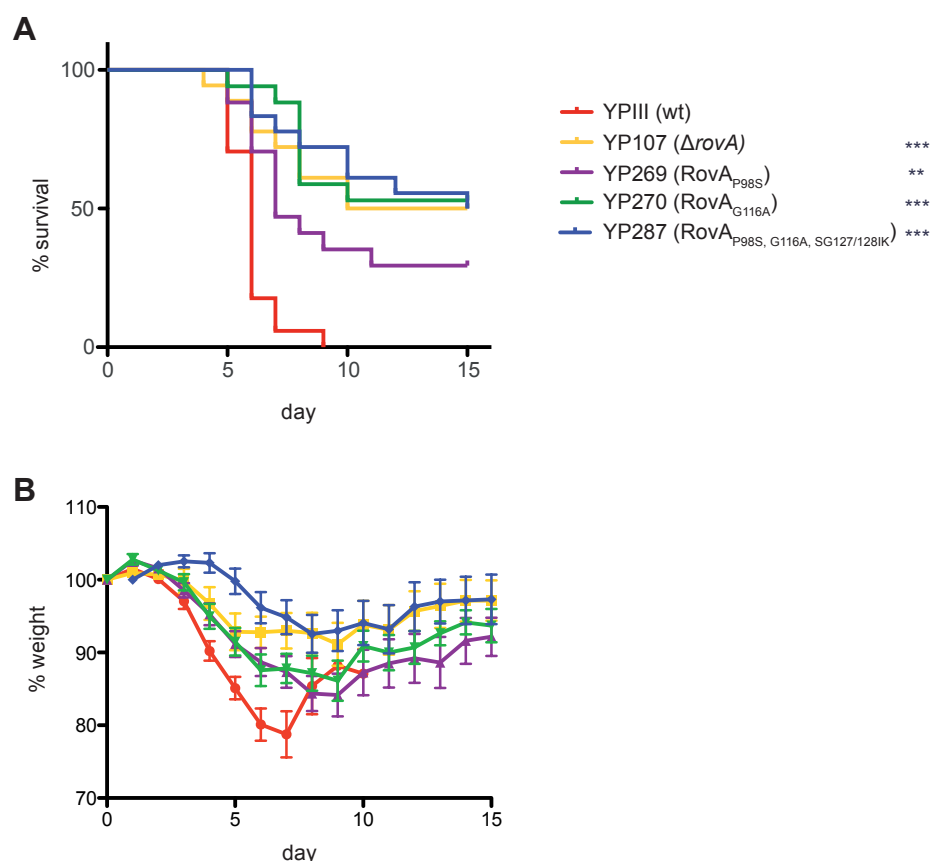 A
100
50
0
% survival
0 5 10 15
day
YPIII (wt)
YP107 (ΔrovA) ***
YP269 (RovAP98S) **
YP270 (RovAG116A) ***
YP287 (RovAP98S, G116A, SG127/128IK) ***
B
110
100
90
80
70
% weight
0 5 10 15
day